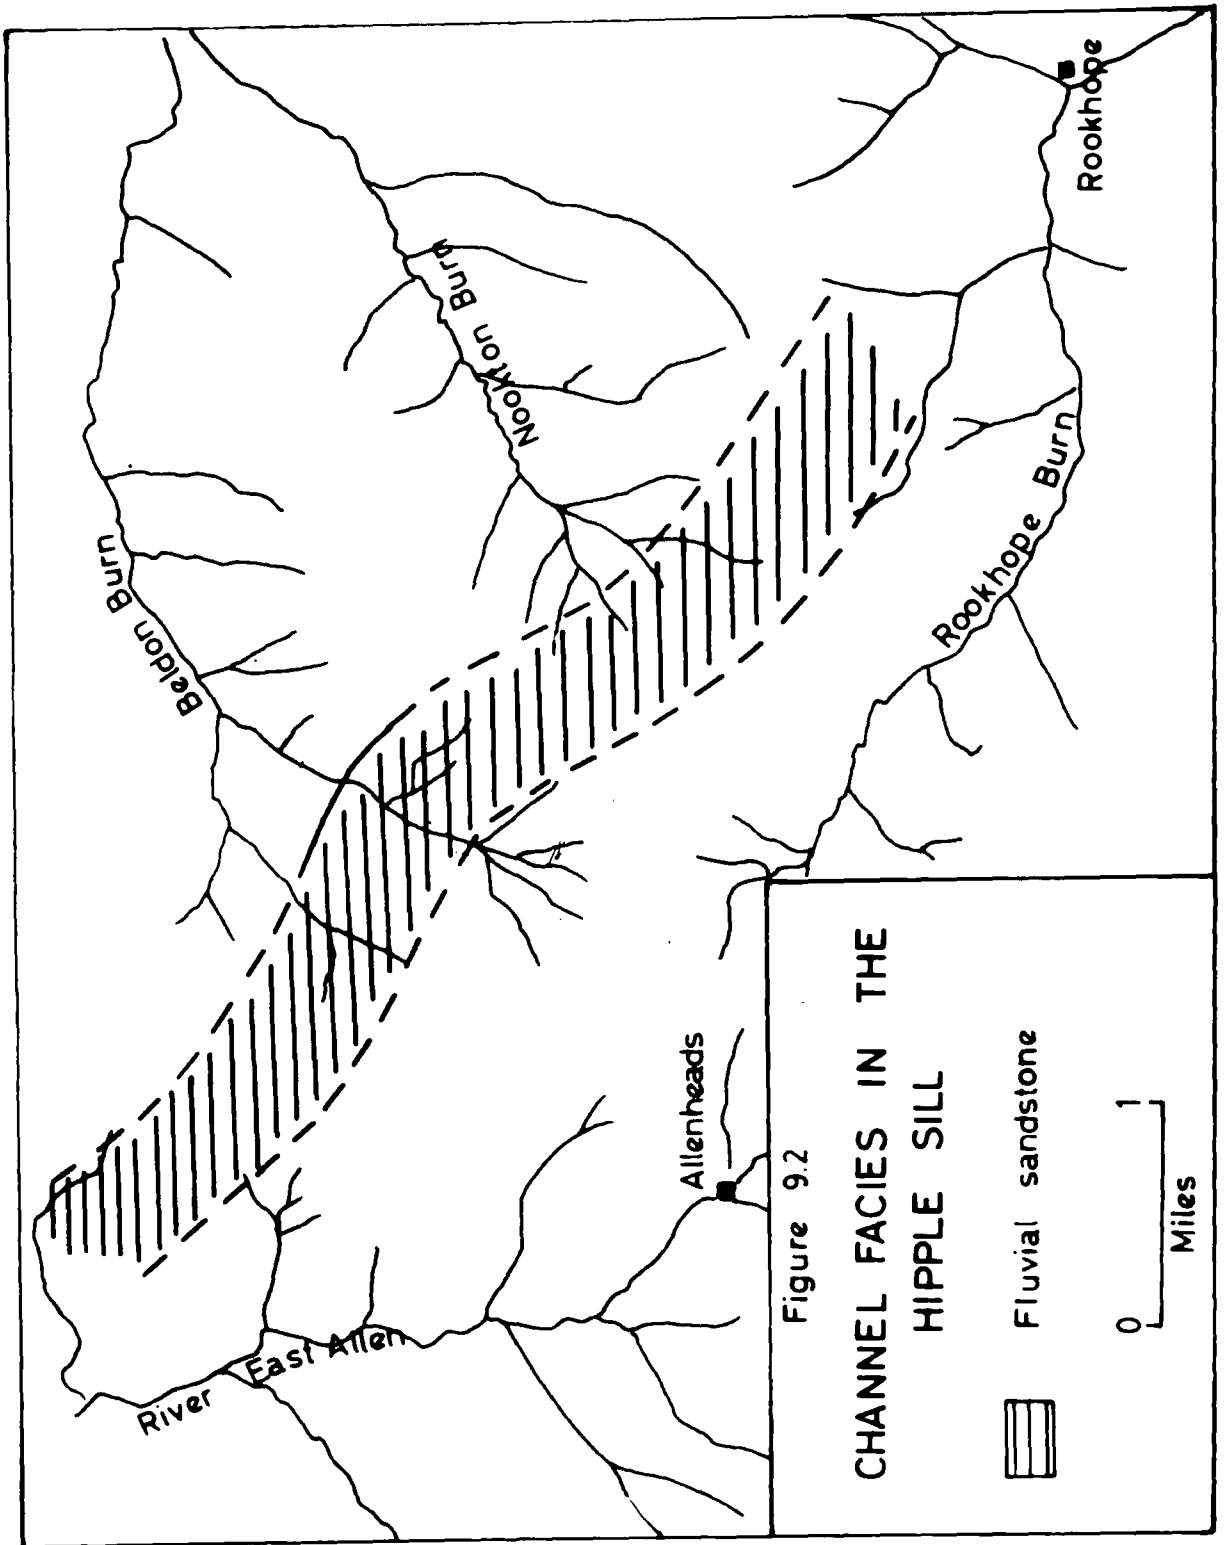 Beldon Burn
Nookton Burn
Rookhope
Rookhope Burn
River East Allen
Allenheads
Figure 9.2
CHANNEL FACIES IN THE
HIPPLE SILL
Fluvial sandstone
0 1
Miles